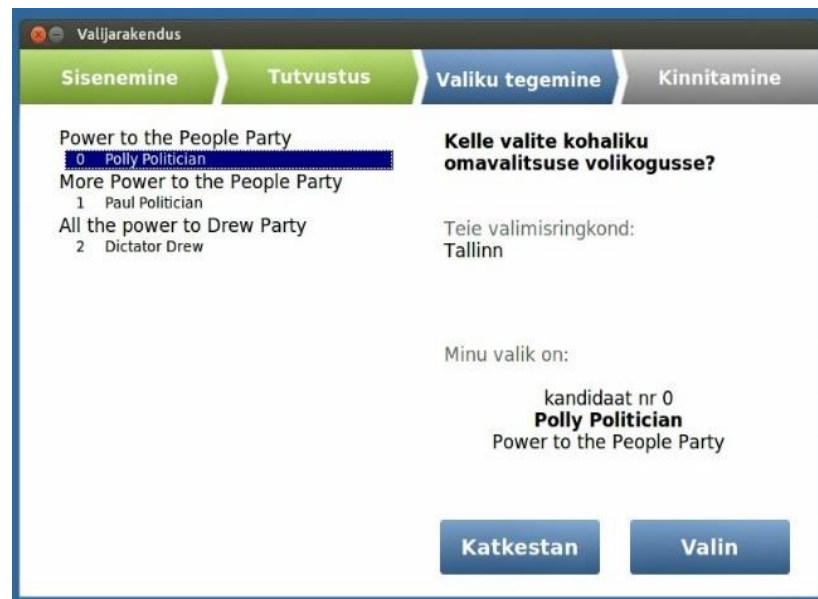 Valijarakendus
Sisenemine
Tutvustus
Valiku tegemine
Kinnitamine
Power to the People Party
0 Polly Politician
More Power to the People Party
1 Paul Politician
All the power to Drew Party
2 Dictator Drew
Kelle valite kohaliku
omavalitsuse volikogusse?
Teie valimisringkond:
Tallinn
Minu valik on:
kandidaat nr 0
Polly Politician
Power to the People Party
Katkestan
Valin